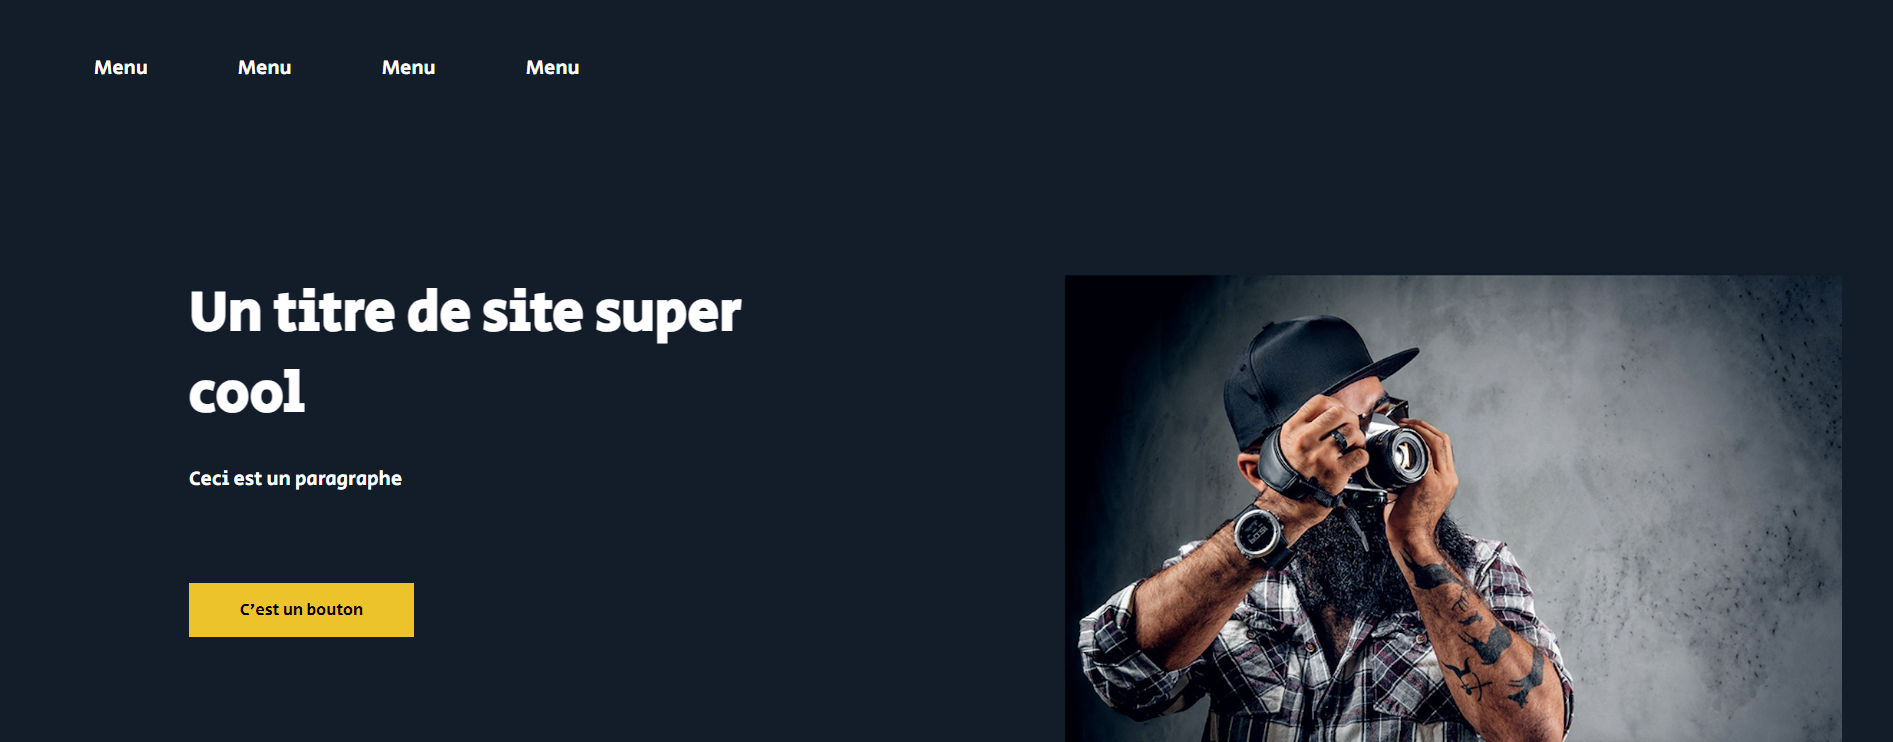 Menu Menu Menu Menu
Un titre de site super
cool
Ceci est un paragraphe
C'est un bouton